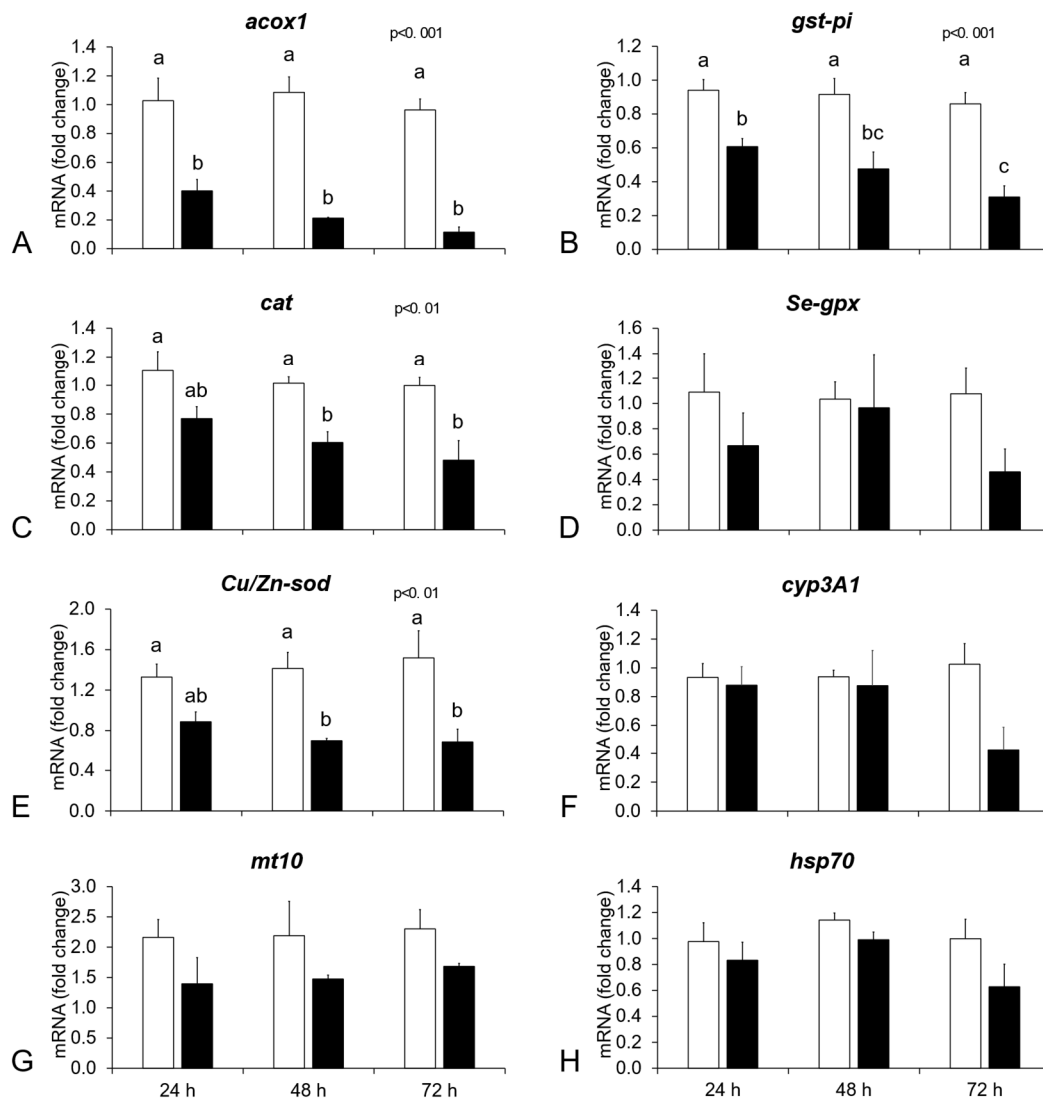 acox1
p<0. 001
mRNA (fold change)
1.4
1.2
1.0
0.8
0.6
0.4
0.2
0.0
a
b
a
b
a
b
A
gst-pi
p<0. 001
mRNA (fold change)
1.2
1.0
0.8
0.6
0.4
0.2
0.0
a
b
a
bc
a
c
B
cat
p<0. 01
mRNA (fold change)
1.4
1.2
1.0
0.8
0.6
0.4
0.2
0.0
a
ab
a
b
a
b
C
Se-gpx
mRNA (fold change)
1.6
1.4
1.2
1.0
0.8
0.6
0.4
0.2
0.0
D
Cu/Zn-sod
p<0. 01
mRNA (fold change)
2.0
1.6
1.2
0.8
0.4
0.0
a
ab
a
b
a
b
E
cyp3A1
mRNA (fold change)
1.4
1.2
1.0
0.8
0.6
0.4
0.2
0.0
F
mt10
mRNA (fold change)
3.0
2.5
2.0
1.5
1.0
0.5
0.0
G
24 h
48 h
72 h
hsp70
mRNA (fold change)
1.4
1.2
1.0
0.8
0.6
0.4
0.2
0.0
H
24 h
48 h
72 h